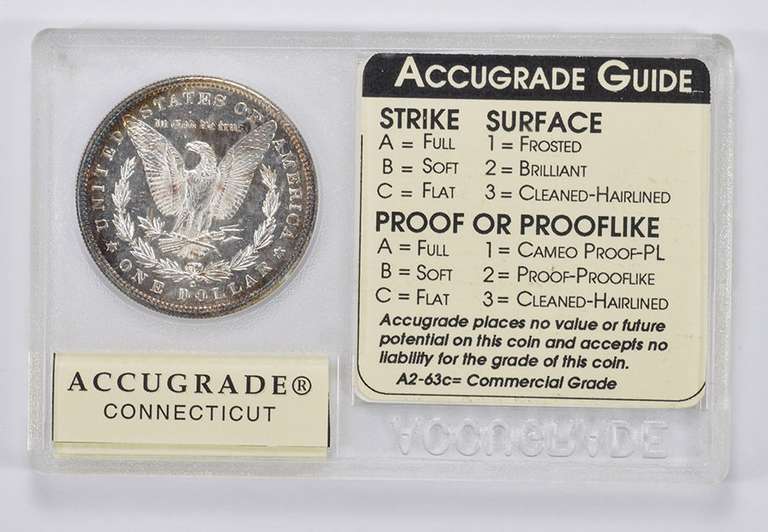 UNITED STATES OF AMERICA
In God We Trust
ONE DOLLAR
ACCUGRADE®
CONNECTICUT
ACCUGRADE GUIDE
STRIKE SURFACE
A = FULL 1 = FROSTED
B = SOFT 2 = BRILLIANT
C = FLAT 3 = CLEANED-HAIRLINED
PROOF OR PROOFLIKE
A = FULL 1 = CAMEO PROOF-PL
B = SOFT 2 = PROOF-PROOFLIKE
C = FLAT 3 = CLEANED-HAIRLINED
Accugrade places no value or future
potential on this coin and accepts no
liability for the grade of this coin.
A2-63c= Commercial Grade
ACCUGRADE